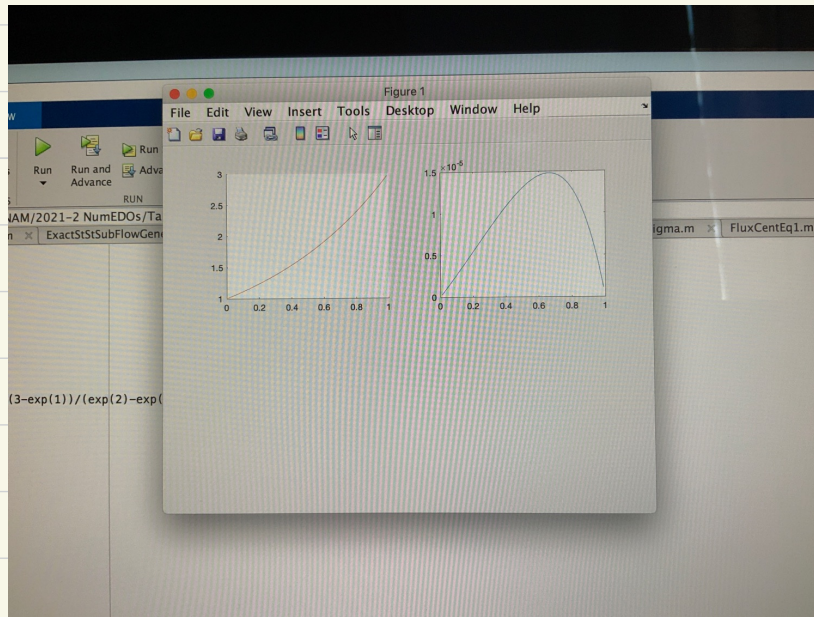 Figure 1
W
File Edit View Insert Tools Desktop Window Help
Run
Run and Advance
Run
Adva
RUN
NAM/2021-2 NumEDOs/Ta
ExactStStSubFlowGene
igma.m
FluxCentEq1.m
3
2.5
2
1.5
1
0 0.2 0.4 0.6 0.8 1
×10⁻⁵
1.5
1
0.5
0
0 0.2 0.4 0.6 0.8 1
(3-exp(1))/(exp(2)-exp(